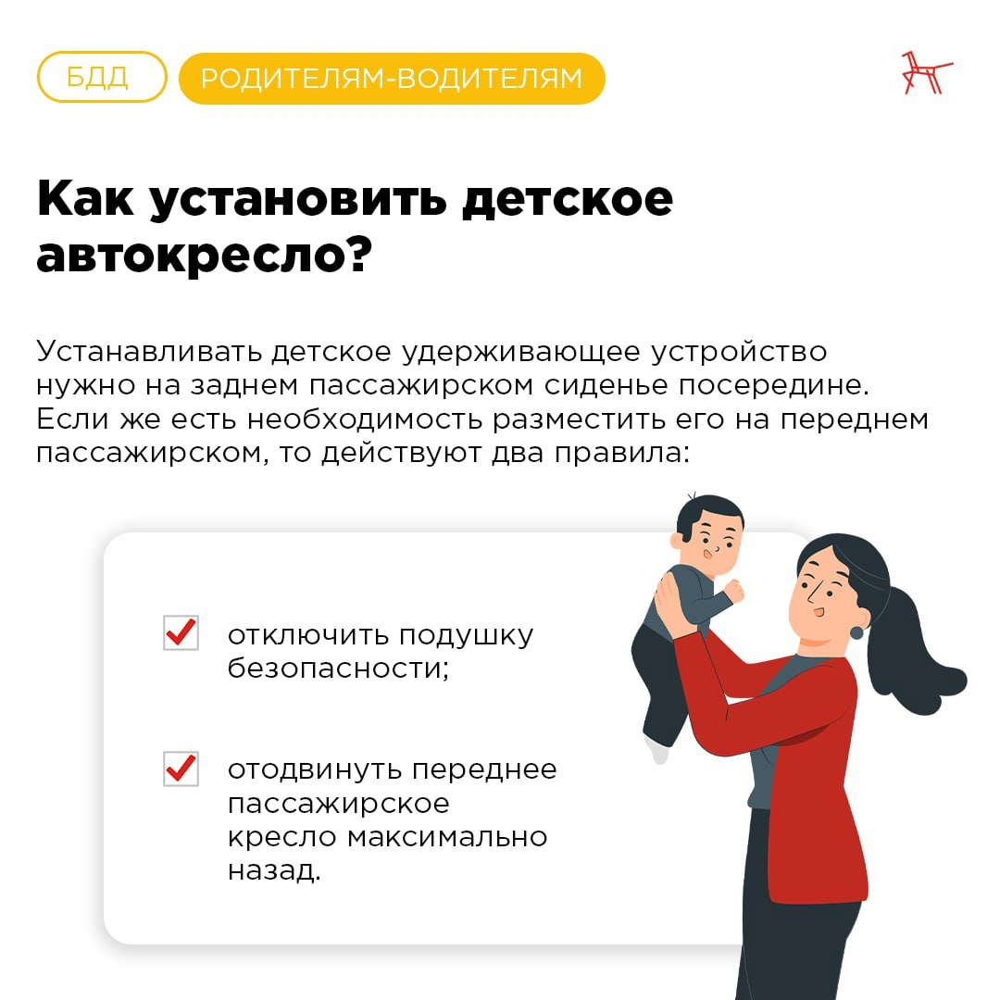 БДД
РОДИТЕЛЯМ-ВОДИТЕЛЯМ
Как установить детское
автокресло?
Устанавливать детское удерживающее устройство
нужно на заднем пассажирском сиденье посередине.
Если же есть необходимость разместить его на переднем
пассажирском, то действуют два правила:
отключить подушку
безопасности;
отодвинуть переднее
пассажирское
кресло максимально
назад.